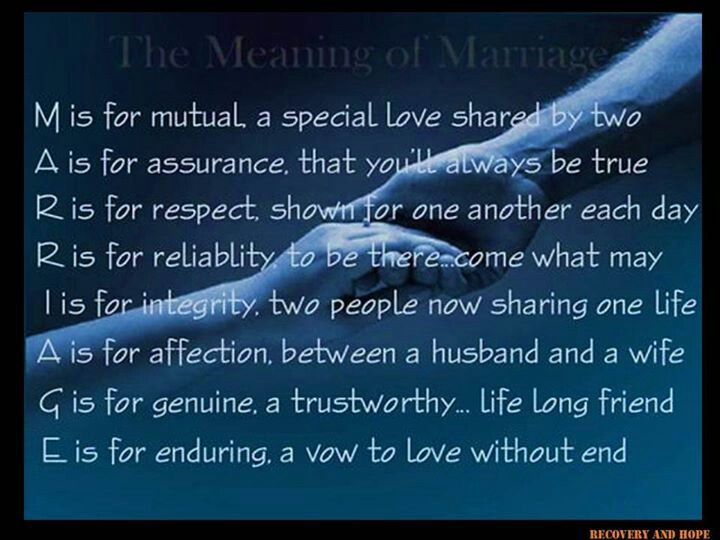 The Meaning of Marriage
M is for mutual, a special love shared by two
A is for assurance, that you'll always be true
R is for respect, shown for one another each day
R is for reliablity, to be there...come what may
I is for integrity, two people now sharing one life
A is for affection, between a husband and a wife
G is for genuine, a trustworthy... life long friend
E is for enduring, a vow to love without end
RECOVERY AND HOPE